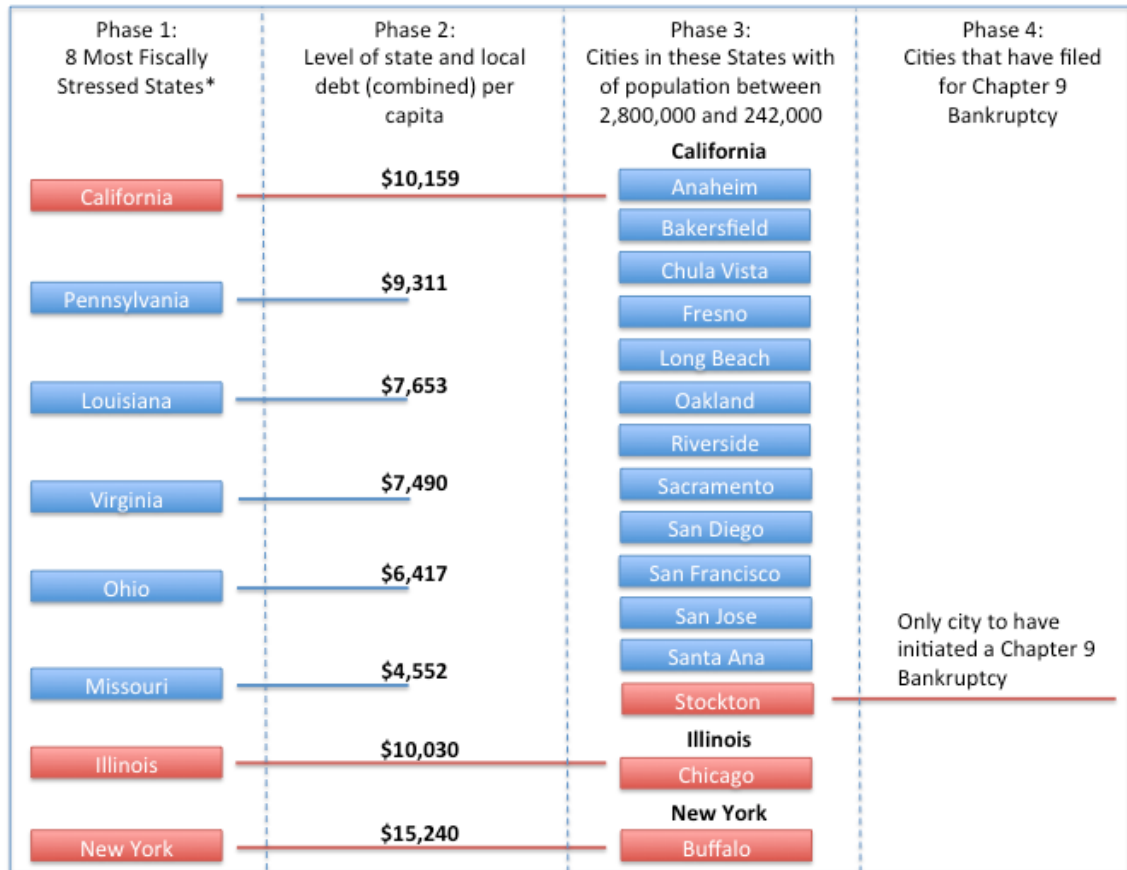 Phase 1:
8 Most Fiscally
Stressed States*
Phase 2:
Level of state and local
debt (combined) per
capita
Phase 3:
Cities in these States with
of population between
2,800,000 and 242,000
Phase 4:
Cities that have filed
for Chapter 9
Bankruptcy
California
$10,159
Pennsylvania
$9,311
Louisiana
$7,653
Virginia
$7,490
Ohio
$6,417
Missouri
$4,552
Illinois
$10,030
New York
$15,240
California
Anaheim
Bakersfield
Chula Vista
Fresno
Long Beach
Oakland
Riverside
Sacramento
San Diego
San Francisco
San Jose
Santa Ana
Stockton
Illinois
Chicago
New York
Buffalo
Only city to have
initiated a Chapter 9
Bankruptcy